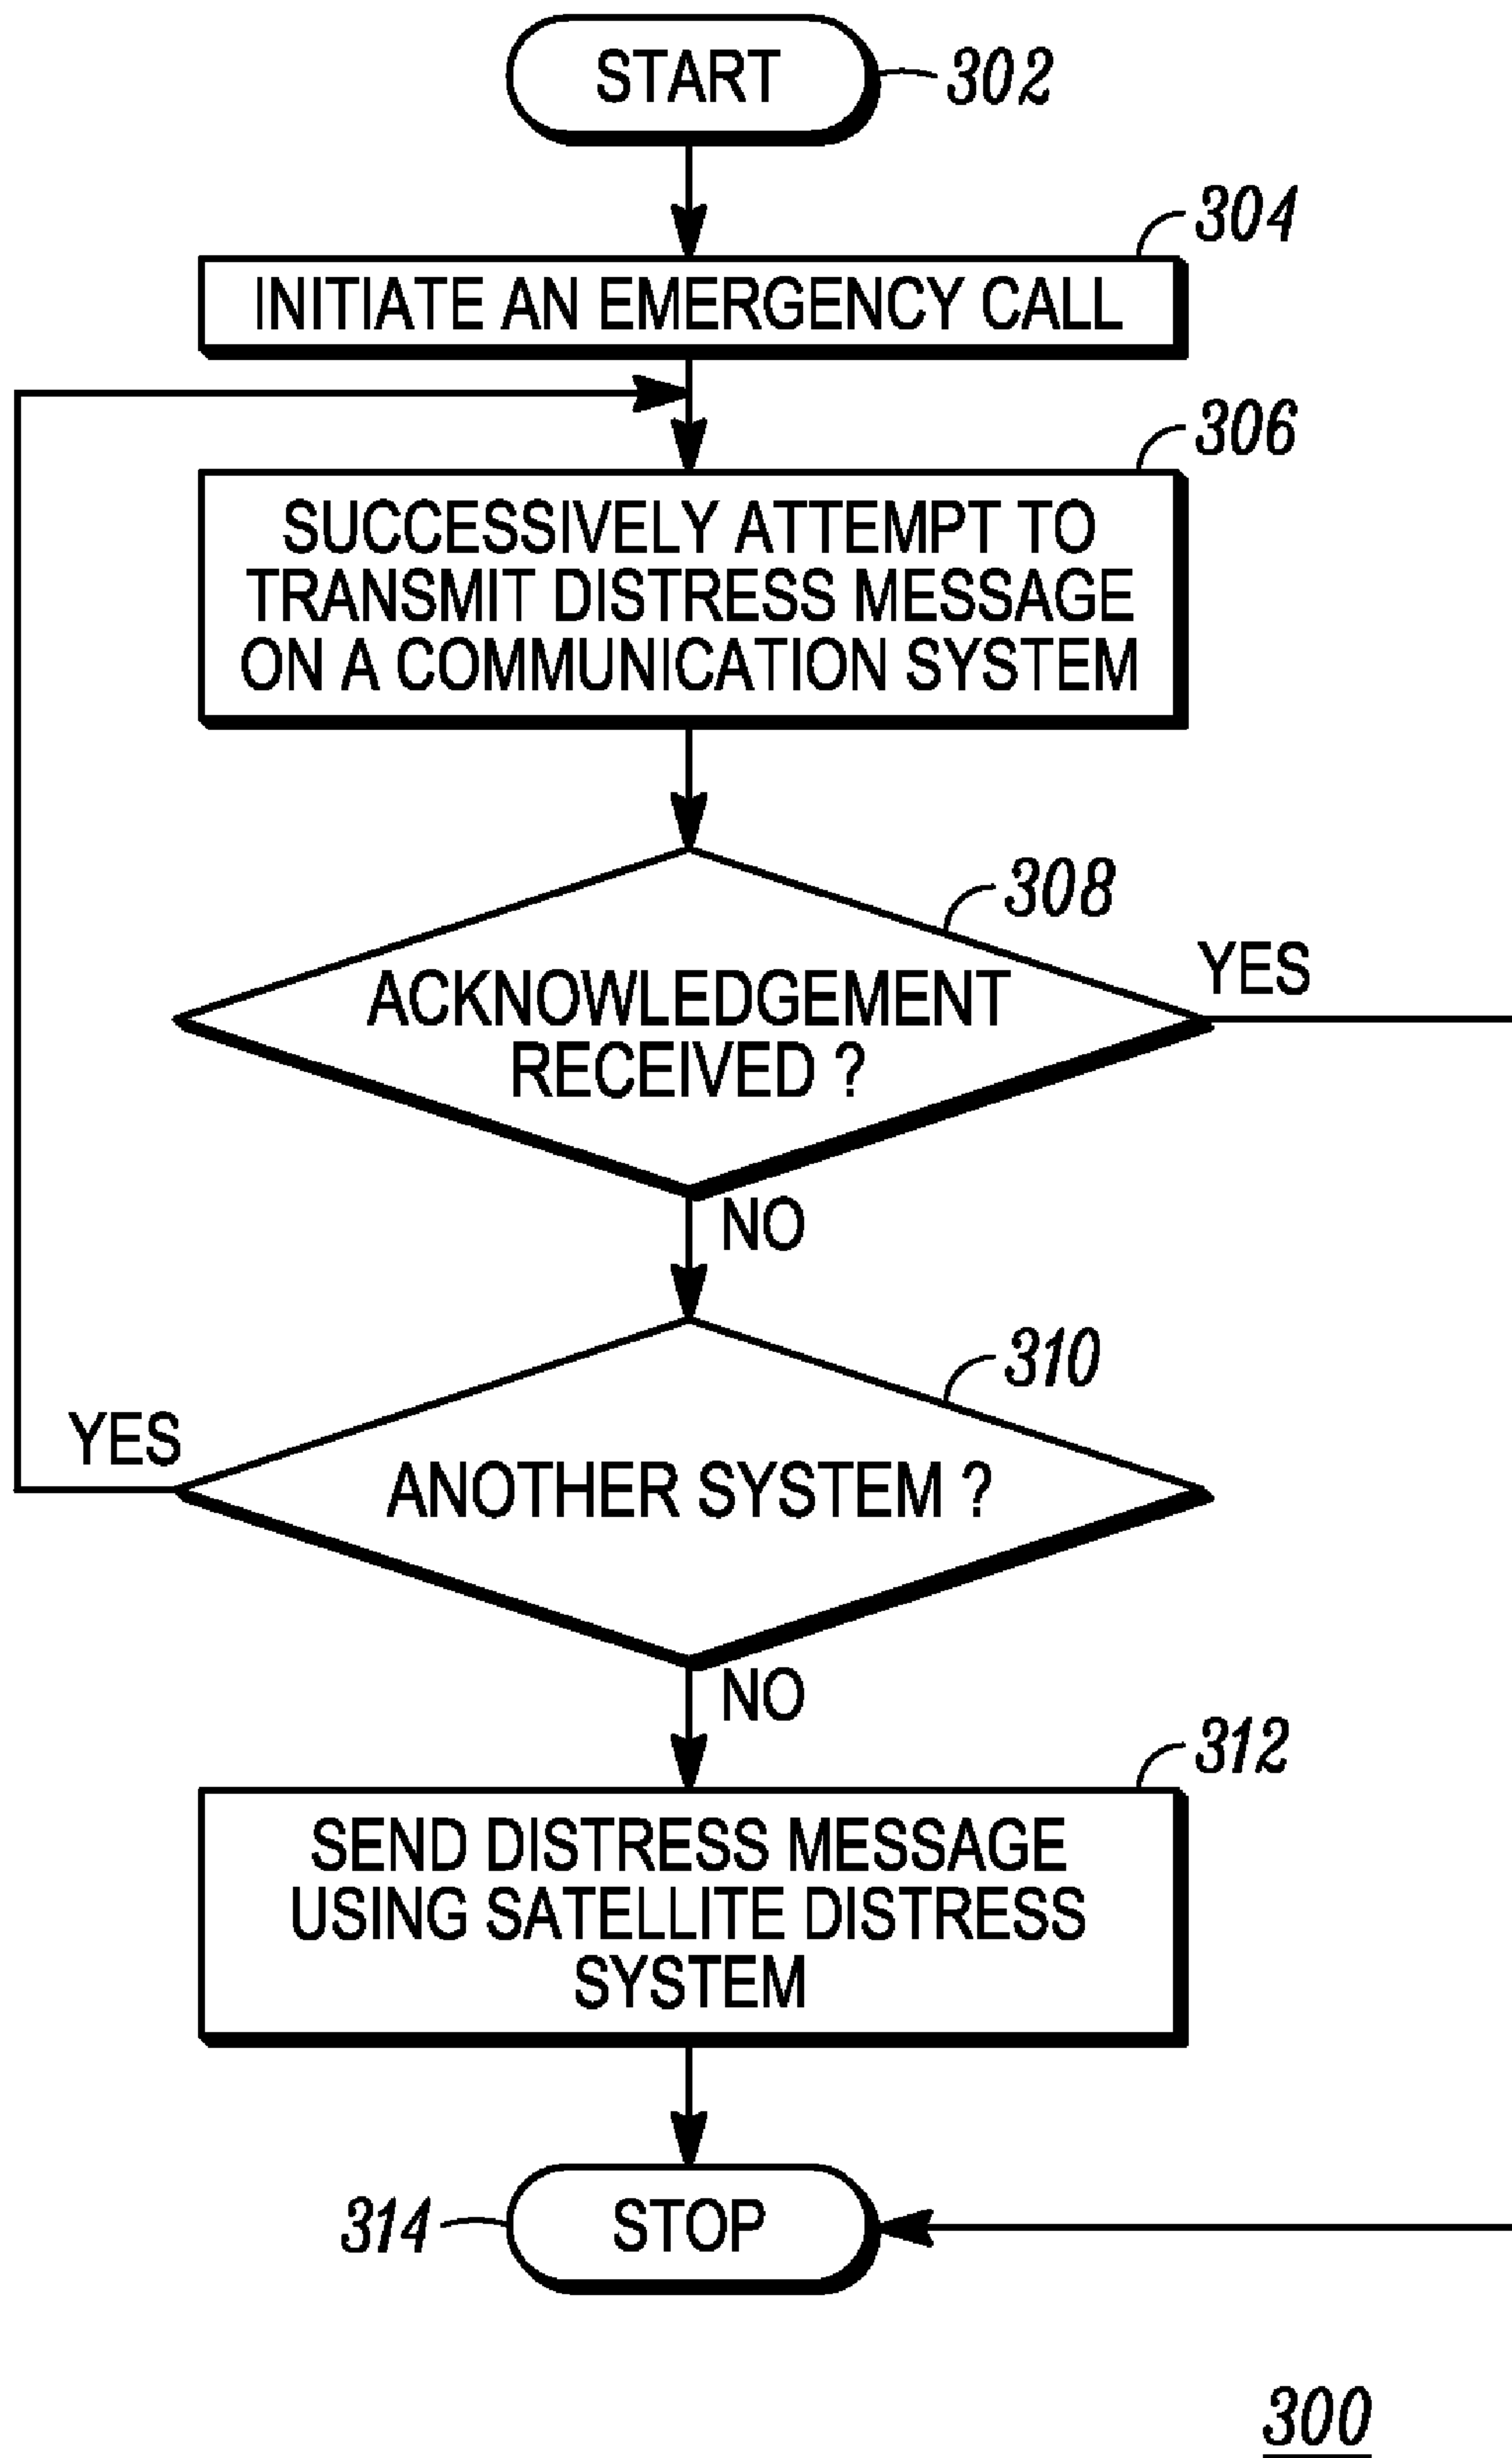 START
302
304
INITIATE AN EMERGENCY CALL
306
SUCCESSIVELY ATTEMPT TO
TRANSMIT DISTRESS MESSAGE
ON A COMMUNICATION SYSTEM
308
YES
ACKNOWLEDGEMENT
RECEIVED ?
NO
310
YES
ANOTHER SYSTEM ?
NO
312
SEND DISTRESS MESSAGE
USING SATELLITE DISTRESS
SYSTEM
314
STOP
300